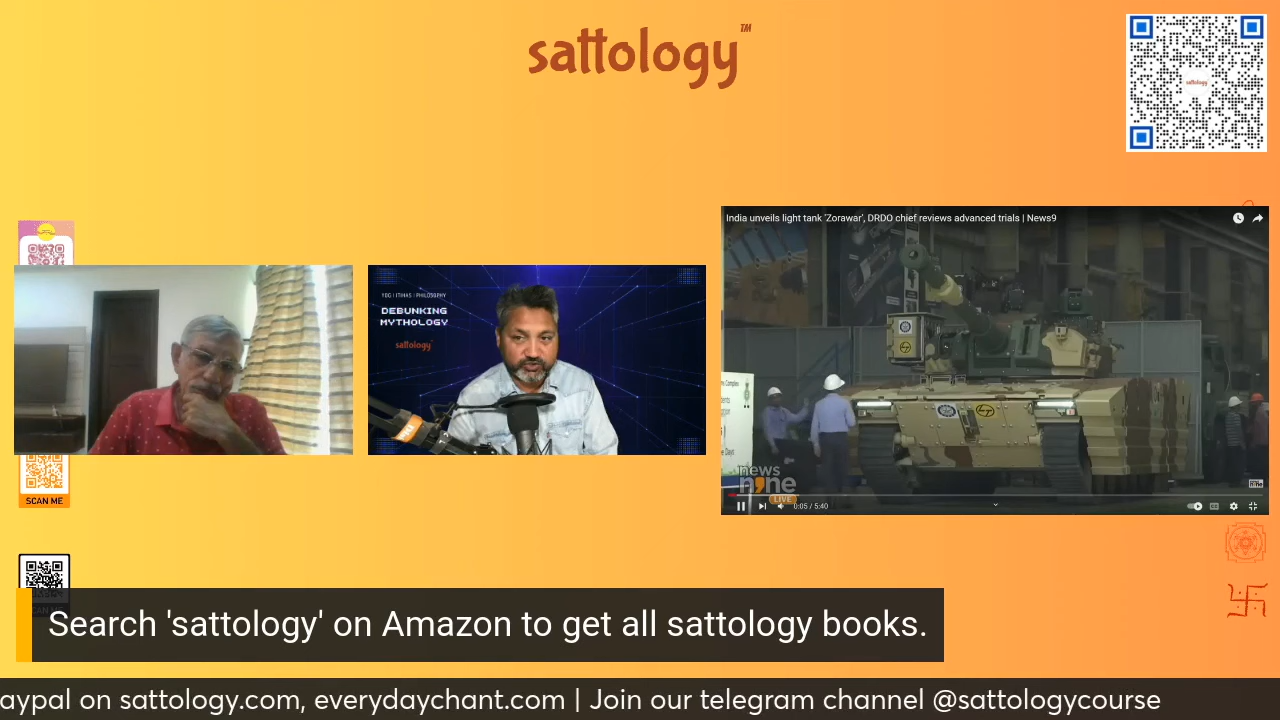 sattology™
India unveils light tank 'Zorawar', DRDO chief reviews advanced trials | News9
YOG | ITIHAS | PHILOSOPHY
DEBUNKING
MYTHOLOGY
sattology
news
n9ne
LIVE
0:05 / 5:40
SCAN ME
Search 'sattology' on Amazon to get all sattology books.
aypal on sattology.com, everydaychant.com | Join our telegram channel @sattologycourse